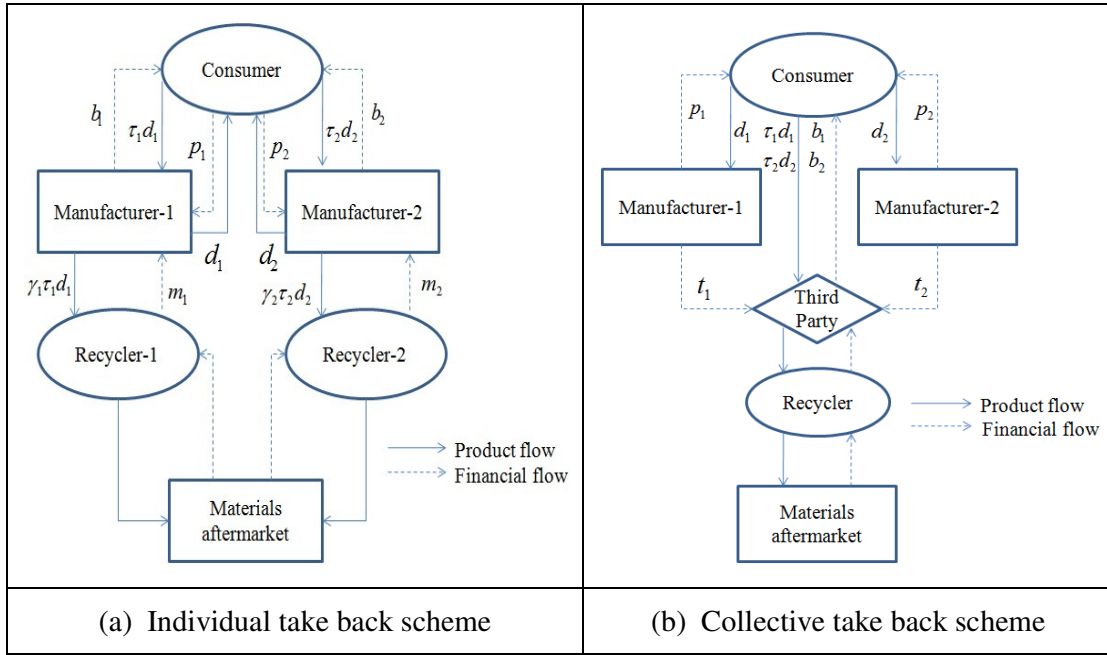 Consumer
b₁
τ₁d₁
p₁
p₂
τ₂d₂
b₂
Manufacturer-1
Manufacturer-2
d₁
d₂
γ₁τ₁d₁
m₁
γ₂τ₂d₂
m₂
Recycler-1
Recycler-2
Product flow
Financial flow
Materials
aftermarket
(a) Individual take back scheme
Consumer
p₁
d₁
τ₁d₁
b₁
d₂
p₂
τ₂d₂
b₂
Manufacturer-1
Manufacturer-2
t₁
Third
Party
t₂
Recycler
Product flow
Financial flow
Materials
aftermarket
(b) Collective take back scheme